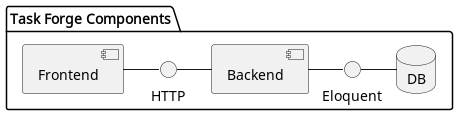 Task Forge Components
Frontend
Backend
DB
HTTP
Eloquent